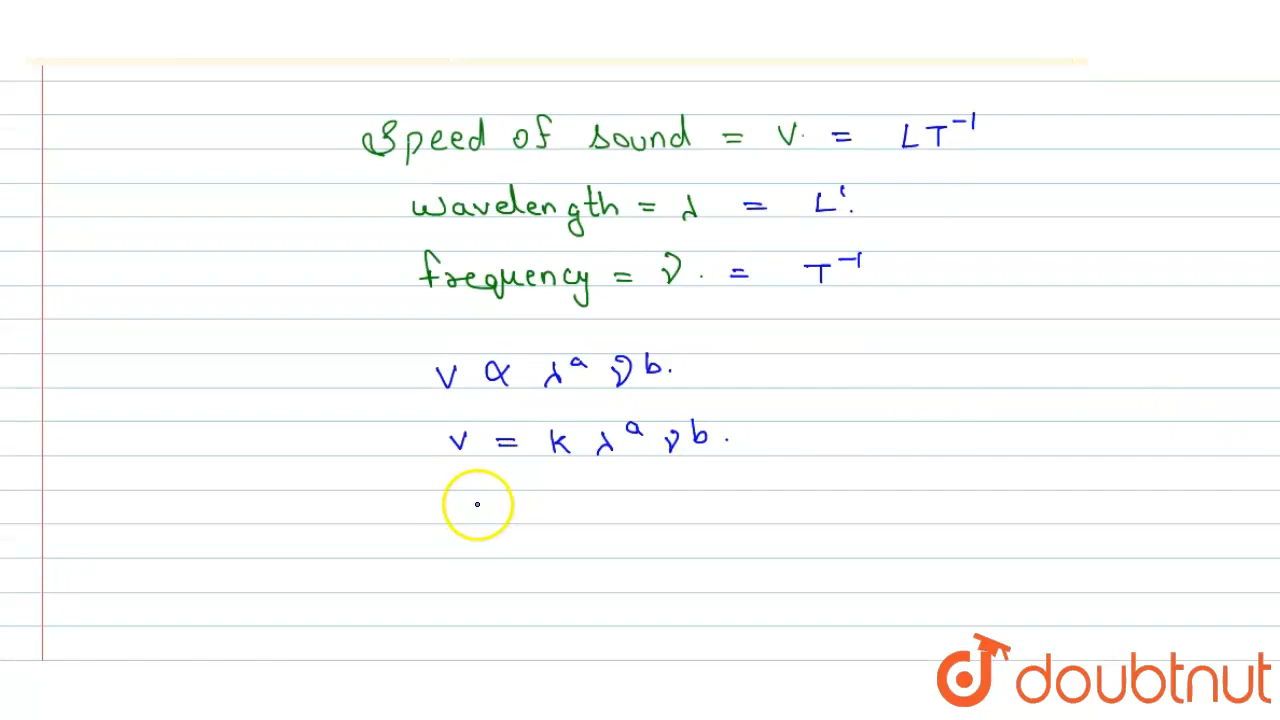 Speed of sound = v. = LT⁻¹
wavelength = λ = L¹.
frequency = ν. = T⁻¹
v ∝ λᵃ νᵇ.
v = k λᵃ νᵇ.
doubtnut